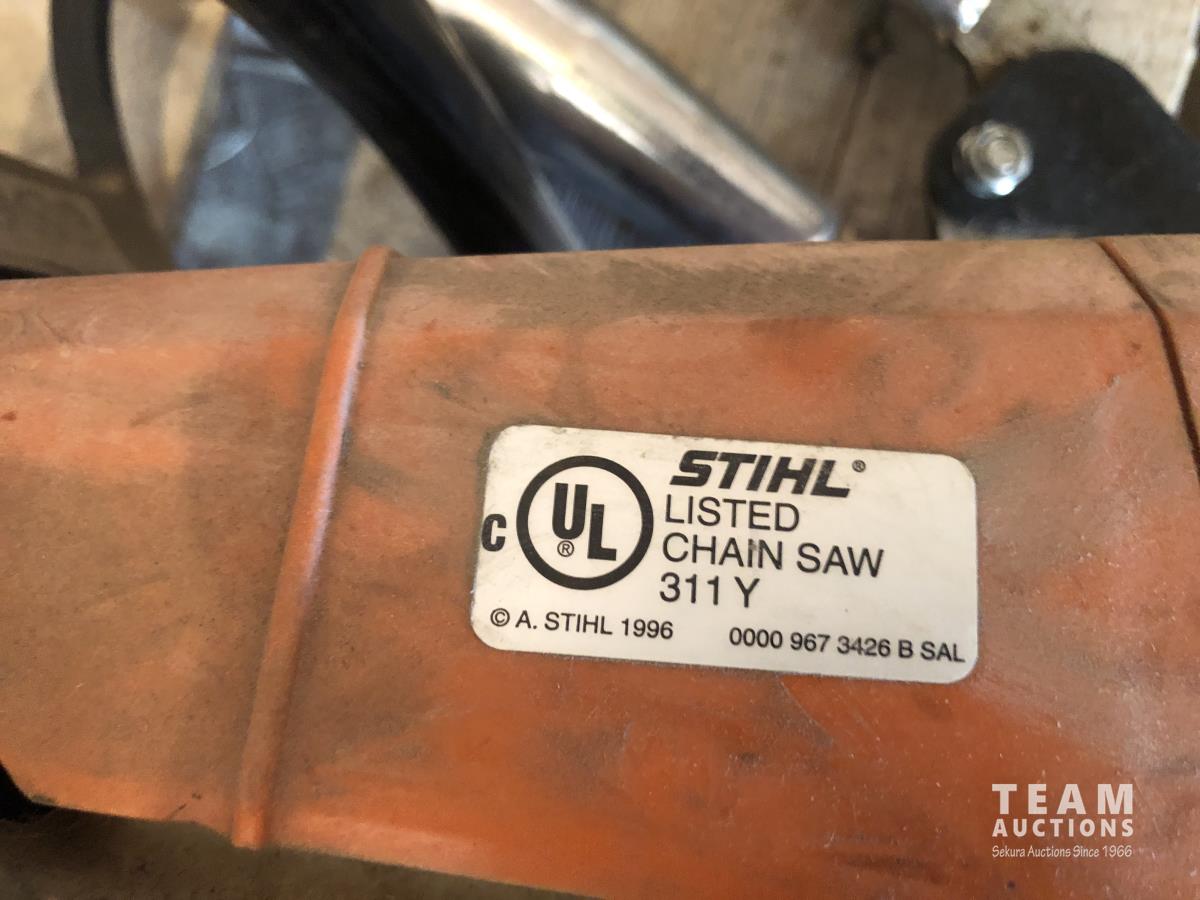 STIHL®
C UL® LISTED
CHAIN SAW
311 Y
© A. STIHL 1996 0000 967 3426 B SAL
TEAM
AUCTIONS
Sekura Auctions Since 1966